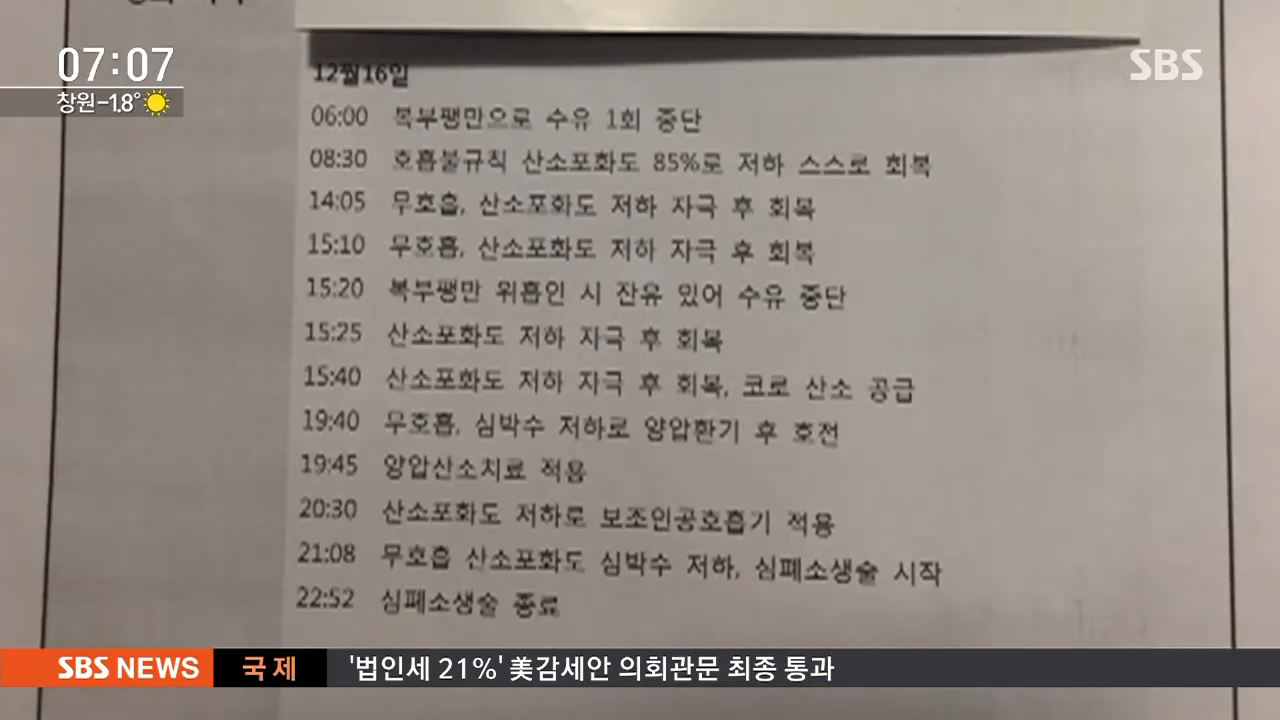 07:07
창원 -1.8°
SBS
12월16일
06:00 복부팽만으로 수유 1회 중단
08:30 호흡불규칙 산소포화도 85%로 저하 스스로 회복
14:05 무호흡, 산소포화도 저하 자극 후 회복
15:10 무호흡, 산소포화도 저하 자극 후 회복
15:20 복부팽만 위흡인 시 잔유 있어 수유 중단
15:25 산소포화도 저하 자극 후 회복
15:40 산소포화도 저하 자극 후 회복, 코로 산소 공급
19:40 무호흡, 심박수 저하로 양압환기 후 호전
19:45 양압산소치료 적용
20:30 산소포화도 저하로 보조인공호흡기 적용
21:08 무호흡 산소포화도 심박수 저하, 심폐소생술 시작
22:52 심폐소생술 종료
SBS NEWS 국제 '법인세 21%' 美감세안 의회관문 최종 통과